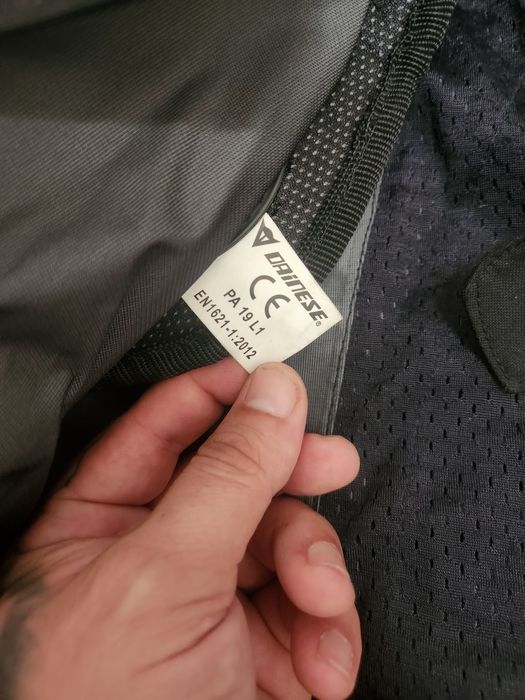 DAINESE®
CE
PA 19 L1
EN1621-1:2012